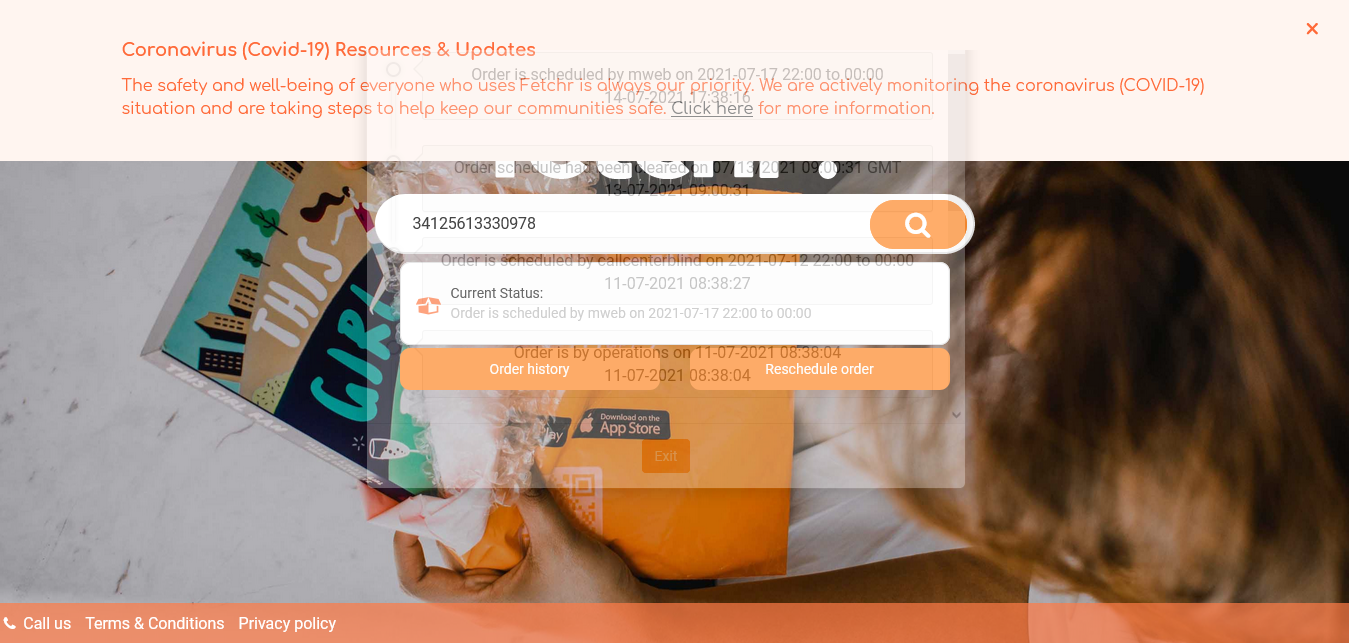 Coronavirus (Covid-19) Resources & Updates
The safety and well-being of everyone who uses Fetchr is always our priority. We are actively monitoring the coronavirus (COVID-19)
situation and are taking steps to help keep our communities safe. Click here for more information.
Order is scheduled by mweb on 2021-07-17 22:00 to 00:00
14-07-2021 17:38:16
Order schedule had been cleared on 07/13/2021 09:00:31 GMT
13-07-2021 09:00:31
34125613330978
Order is scheduled by callcenterblind on 2021-07-12 22:00 to 00:00
11-07-2021 08:38:27
Current Status:
Order is scheduled by mweb on 2021-07-17 22:00 to 00:00
Order is by operations on 11-07-2021 08:38:04
11-07-2021 08:38:04
Order history
Reschedule order
THIS
GIRL
THIS GIRL RAN
Play
Download on the
App Store
Exit
Call us Terms & Conditions Privacy policy